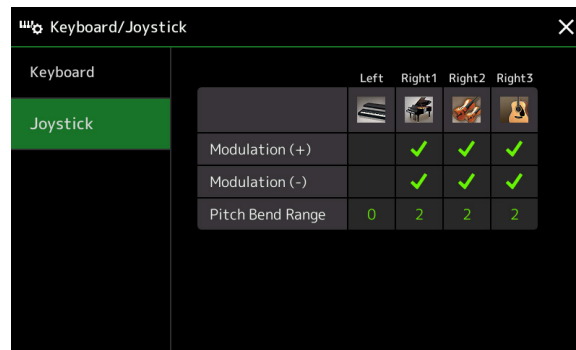 Keyboard/Joystick
Keyboard
Joystick
Left Right1 Right2 Right3
Modulation (+)
Modulation (-)
Pitch Bend Range 0 2 2 2